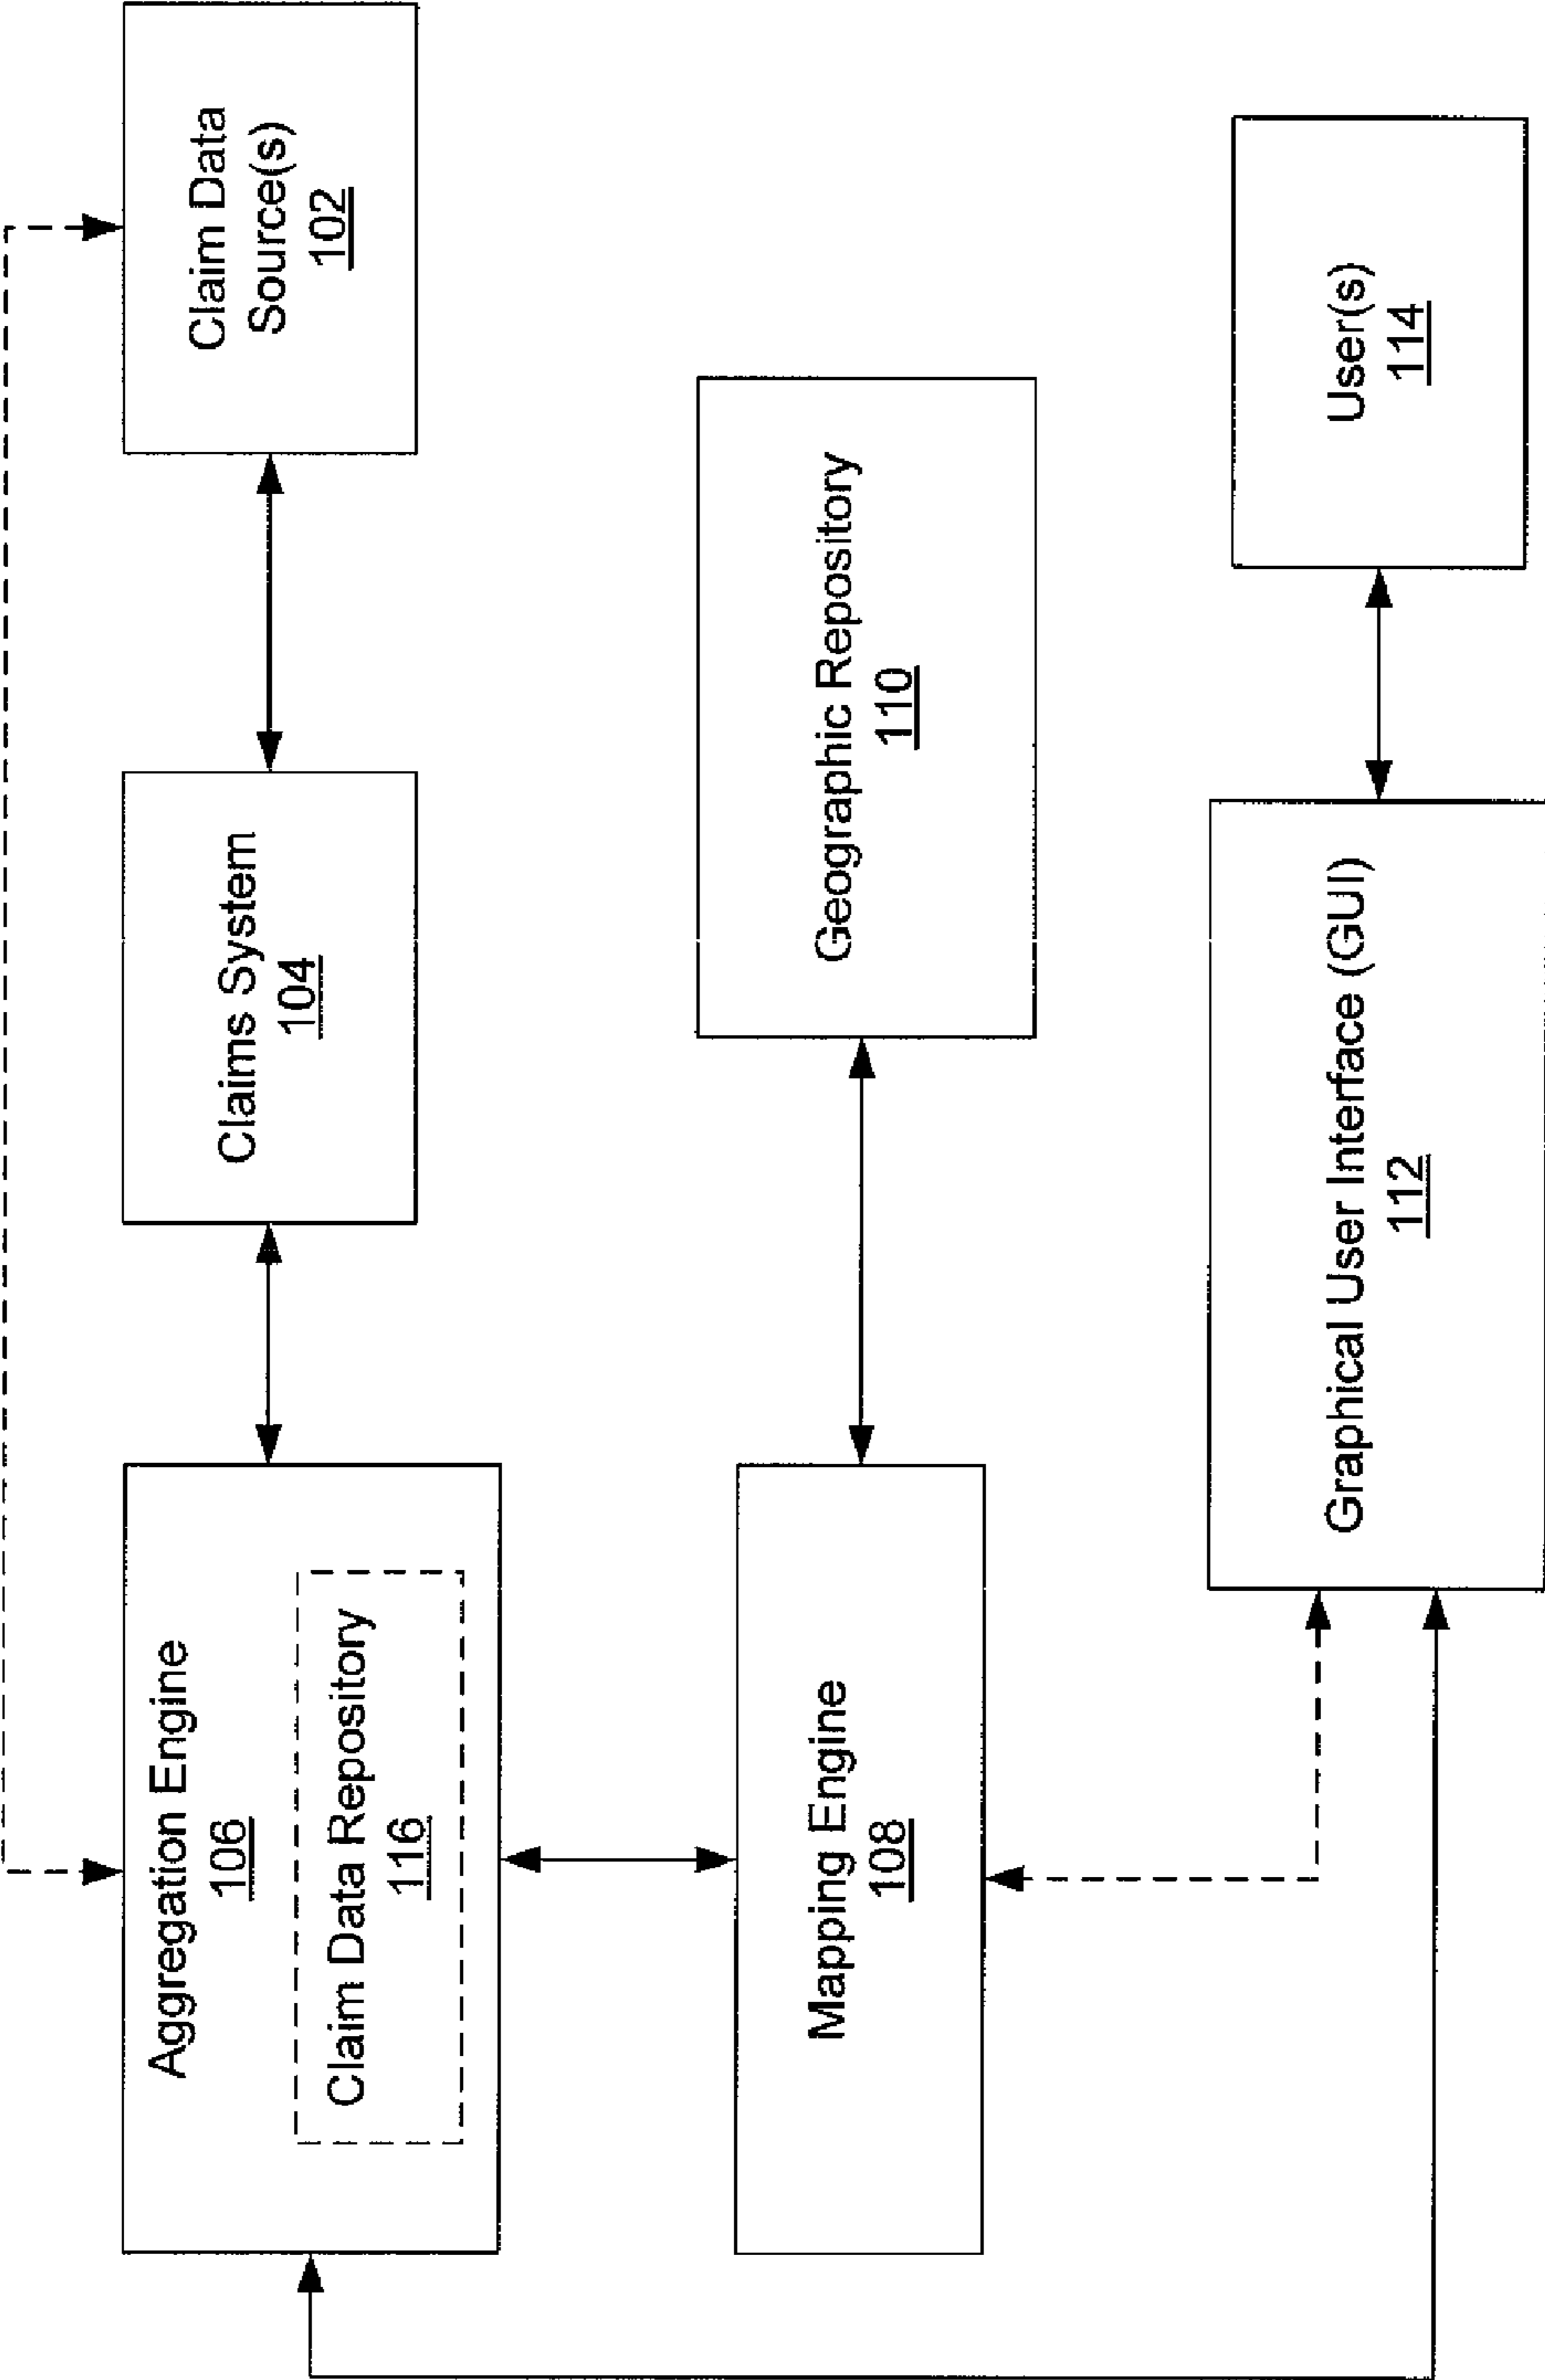 Aggregation Engine
106
Claim Data Repository
116
Claims System
104
Claim Data
Source(s)
102
Mapping Engine
108
Geographic Repository
110
Graphical User Interface (GUI)
112
User(s)
114